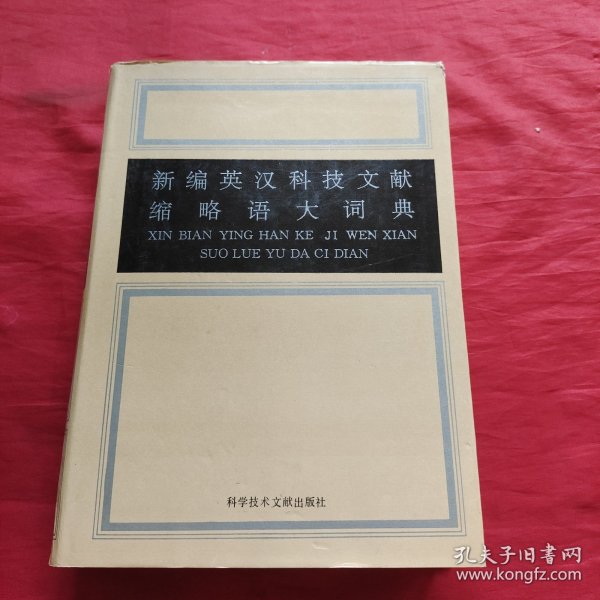 新编英汉科技文献
缩略语大词典
XIN BIAN YING HAN KE JI WEN XIAN
SUO LUE YU DA CI DIAN
科学技术文献出版社
孔夫子旧书网
www.kongfz.com